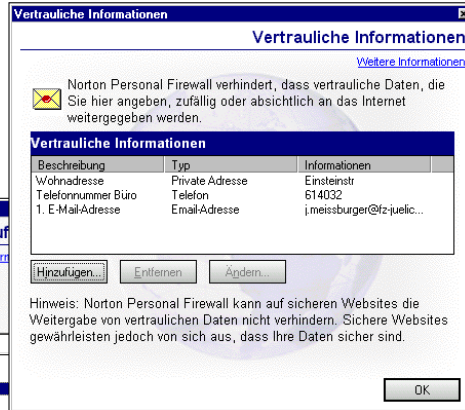 Vertrauliche Informationen
Vertrauliche Informationen
Weitere Informationen
Norton Personal Firewall verhindert, dass vertrauliche Daten, die
Sie hier angeben, zufällig oder absichtlich an das Internet
weitergegeben werden.
Vertrauliche Informationen
Beschreibung Typ Informationen
Wohnadresse Private Adresse Einsteinstr
Telefonnummer Büro Telefon 614032
1. E-Mail-Adresse Email-Adresse j.meissburger@fz-juelic...
Hinzufügen... Entfernen Ändern...
Hinweis: Norton Personal Firewall kann auf sicheren Websites die
Weitergabe von vertraulichen Daten nicht verhindern. Sichere Websites
gewährleisten jedoch von sich aus, dass Ihre Daten sicher sind.
OK